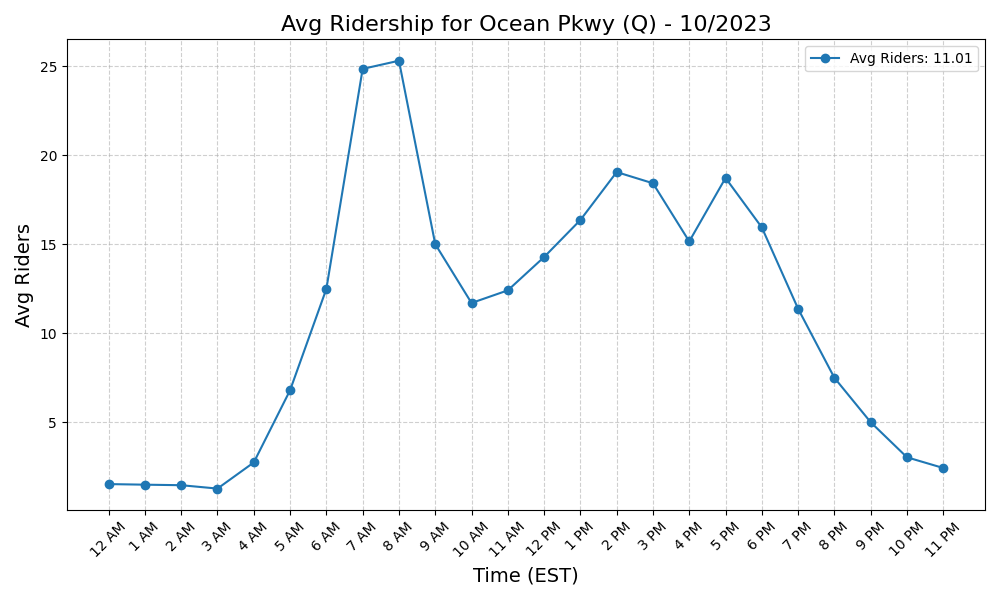 Avg Ridership for Ocean Pkwy (Q) - 10/2023
Avg Riders: 11.01
Avg Riders
25
20
15
10
5
12 AM
1 AM
2 AM
3 AM
4 AM
5 AM
6 AM
7 AM
8 AM
9 AM
10 AM
11 AM
12 PM
1 PM
2 PM
3 PM
4 PM
5 PM
6 PM
7 PM
8 PM
9 PM
10 PM
11 PM
Time (EST)